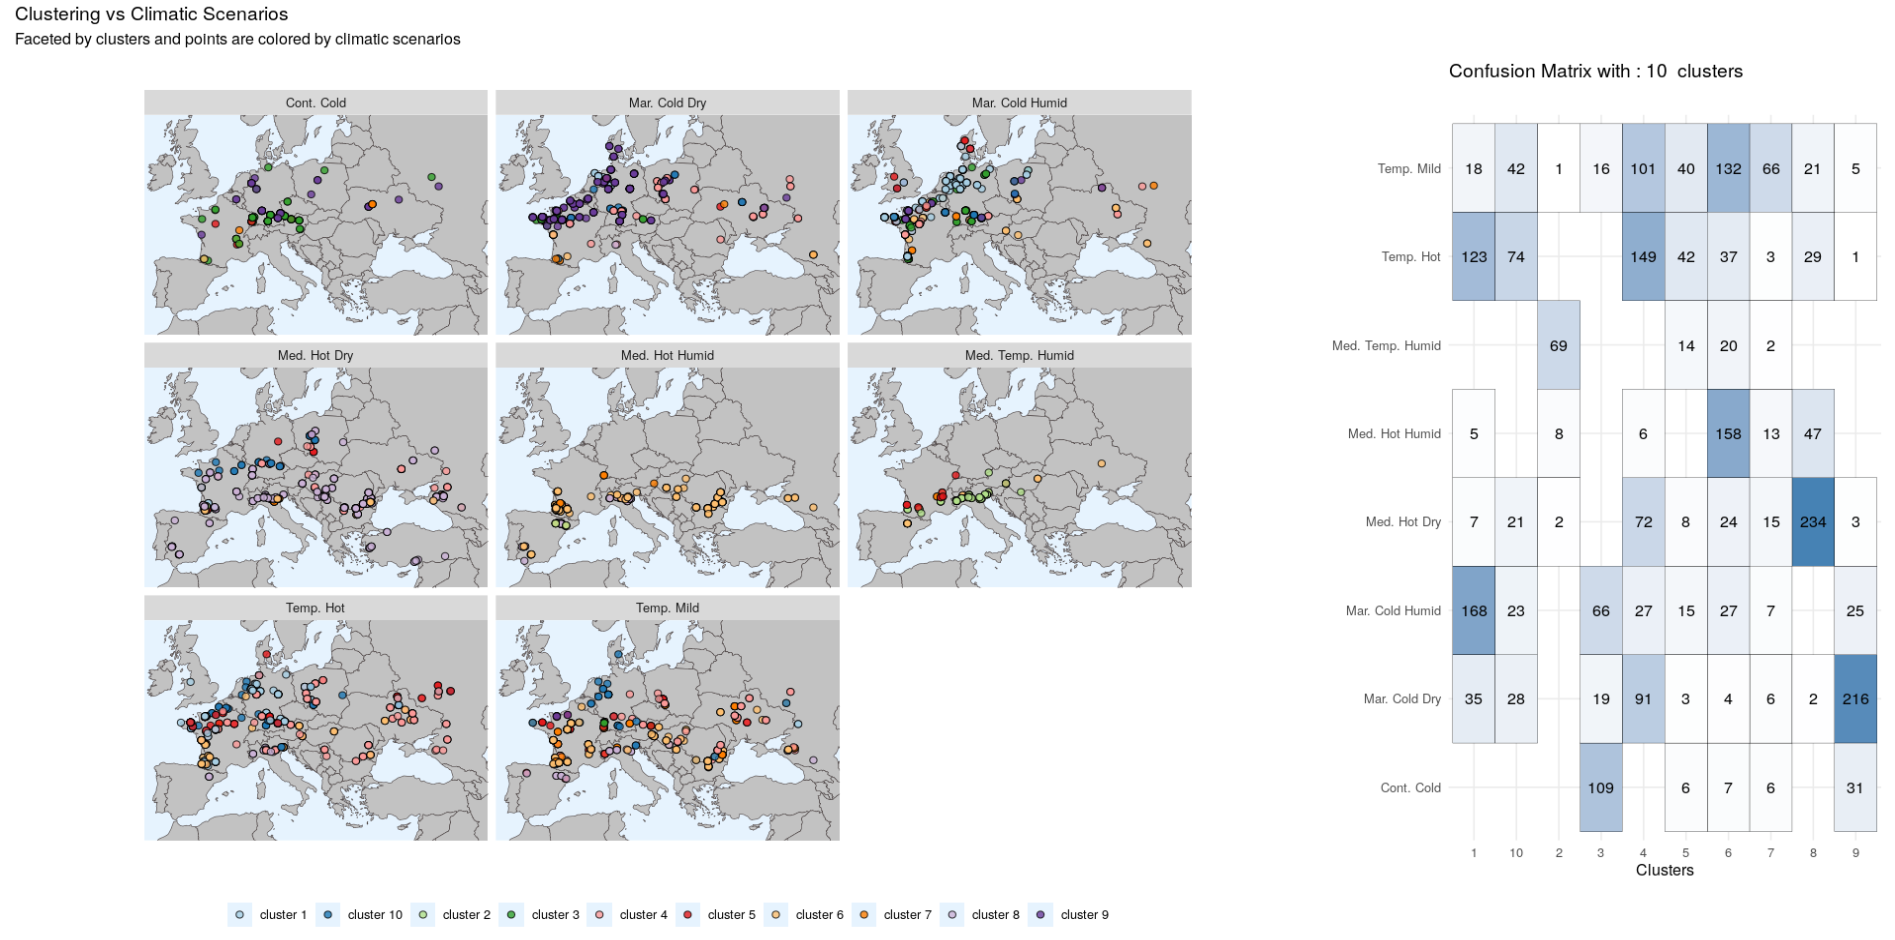 Clustering vs Climatic Scenarios
Faceted by clusters and points are colored by climatic scenarios
Cont. Cold
Mar. Cold Dry
Mar. Cold Humid
Med. Hot Dry
Med. Hot Humid
Med. Temp. Humid
Temp. Hot
Temp. Mild
cluster 1
cluster 10
cluster 2
cluster 3
cluster 4
cluster 5
cluster 6
cluster 7
cluster 8
cluster 9
Confusion Matrix with : 10 clusters
Temp. Mild 18 42 1 16 101 40 132 66 21 5
Temp. Hot 123 74 149 42 37 3 29 1
Med. Temp. Humid 69 14 20 2
Med. Hot Humid 5 8 6 158 13 47
Med. Hot Dry 7 21 2 72 8 24 15 234 3
Mar. Cold Humid 168 23 66 27 15 27 7 25
Mar. Cold Dry 35 28 19 91 3 4 6 2 216
Cont. Cold 109 6 7 6 31
1 10 2 3 4 5 6 7 8 9
Clusters